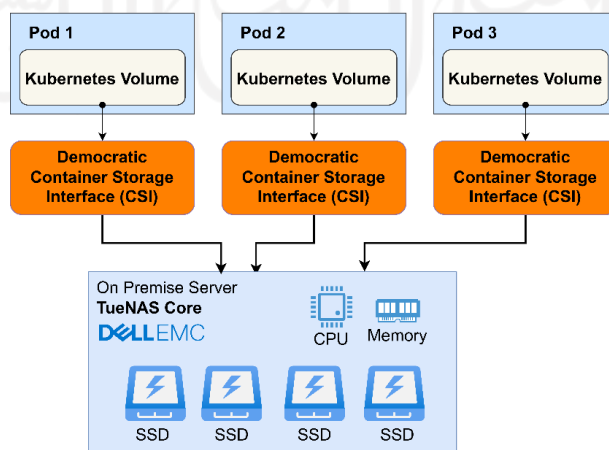 Pod 1
Pod 2
Pod 3
Kubernetes Volume
Kubernetes Volume
Kubernetes Volume
Democratic
Container Storage
Interface (CSI)
Democratic
Container Storage
Interface (CSI)
Democratic
Container Storage
Interface (CSI)
On Premise Server
TueNAS Core
DELLEMC
CPU
Memory
SSD
SSD
SSD
SSD